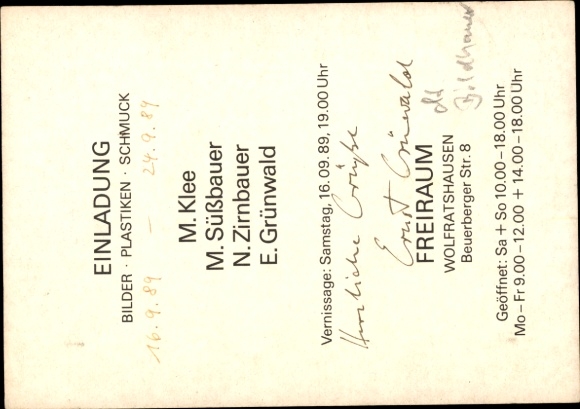 EINLADUNG
BILDER · PLASTIKEN · SCHMUCK
16.9.89 — 24.9.89
M. Klee
M. Süßbauer
N. Zirnbauer
E. Grünwald
Vernissage: Samstag, 16.09.89, 19.00 Uhr
Herzliche Grüße
Ernst Grünwald
FREIRAUM
WOLFRATSHAUSEN
Beuerberger Str. 8
Bildhauer
Geöffnet: Sa + So 10.00 – 18.00 Uhr
Mo – Fr 9.00 – 12.00 + 14.00 – 18.00 Uhr